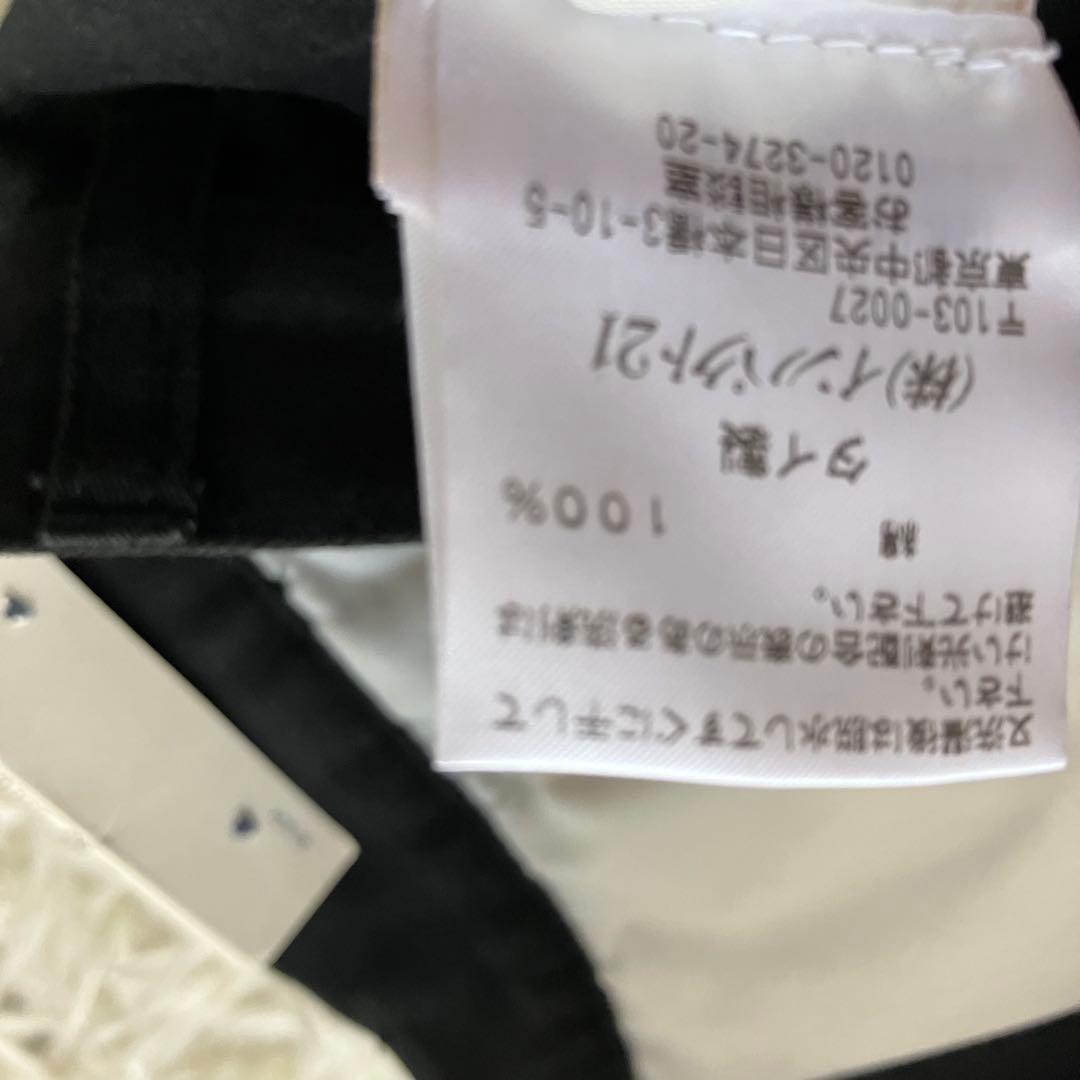 又洗濯後は脱水してすぐに干して
下さい。
けい光剤配合の表示のある洗剤は
避けて下さい。
綿 100%
タイ製
(株)インパクト21
〒103-0027
東京都中央区日本橋3-10-5
お客様相談室
0120-3274-20